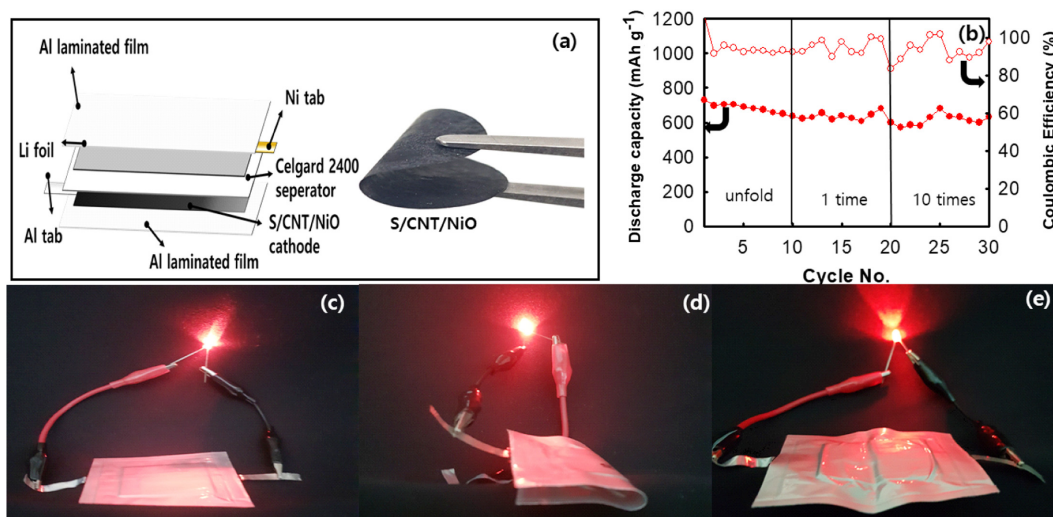 (a)
Al laminated film
Ni tab
Li foil
Celgard 2400
seperator
S/CNT/NiO
cathode
Al tab
Al laminated film
S/CNT/NiO
(b)
Discharge capacity (mAh g⁻¹)
1200
1000
800
600
400
200
0
unfold
1 time
10 times
100
80
60
40
20
0
Coulombic Efficiency (%)
5 10 15 20 25 30
Cycle No.
(c)
(d)
(e)